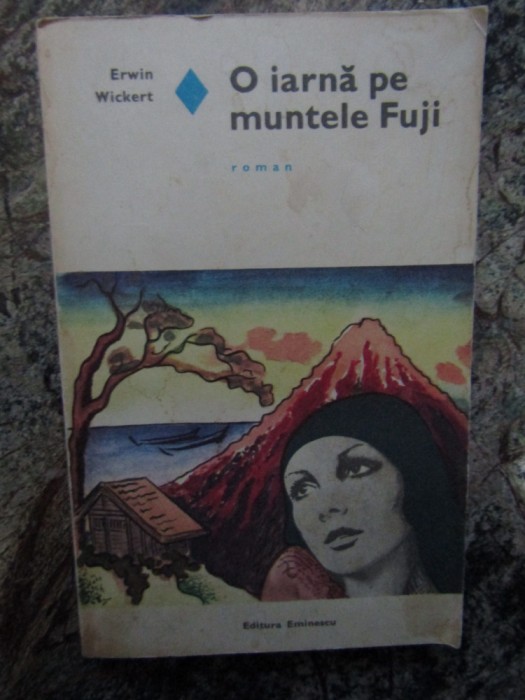 Erwin
Wickert
O iarnă pe
muntele Fuji
roman
Editura Eminescu